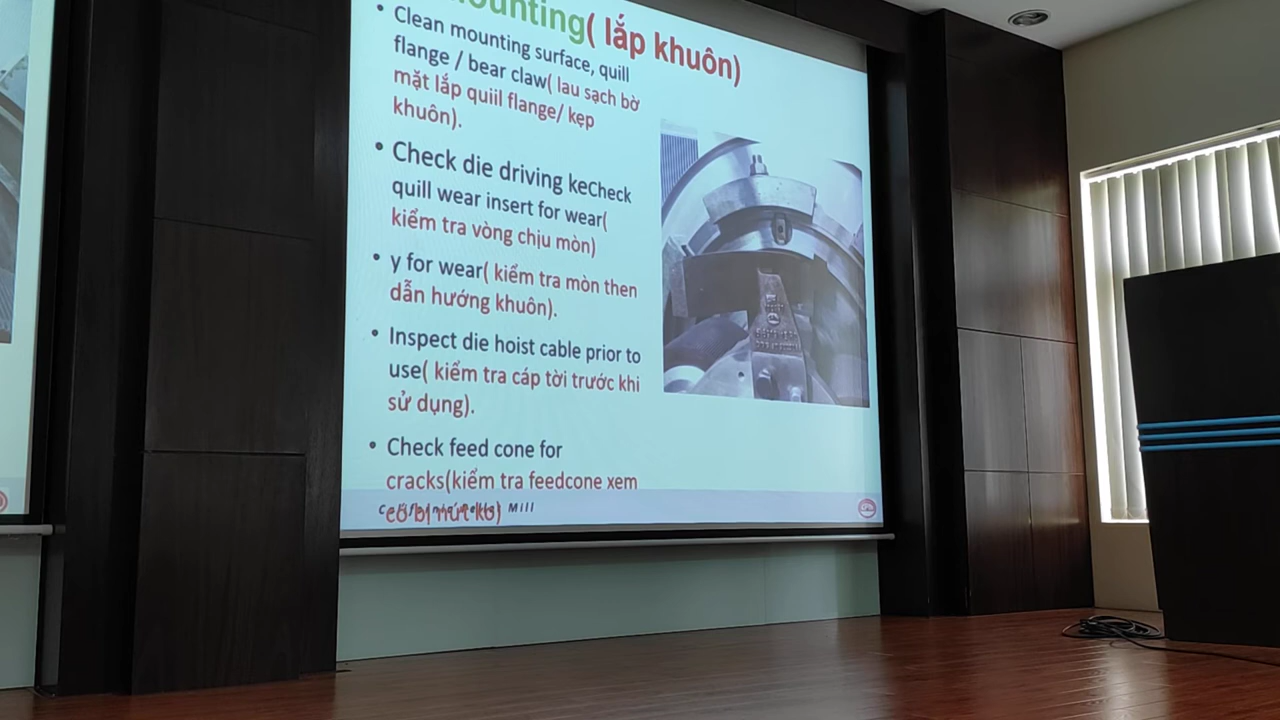 ounting( lắp khuôn)
• Clean mounting surface, quill
flange / bear claw( lau sạch bờ
mặt lắp quiil flange/ kẹp
khuôn).
• Check die driving keCheck
quill wear insert for wear(
kiểm tra vòng chịu mòn)
• y for wear( kiểm tra mòn then
dẫn hướng khuôn).
• Inspect die hoist cable prior to
use( kiểm tra cáp tời trước khi
sử dụng).
• Check feed cone for
cracks(kiểm tra feedcone xem
có bị nứt ko)
Mill